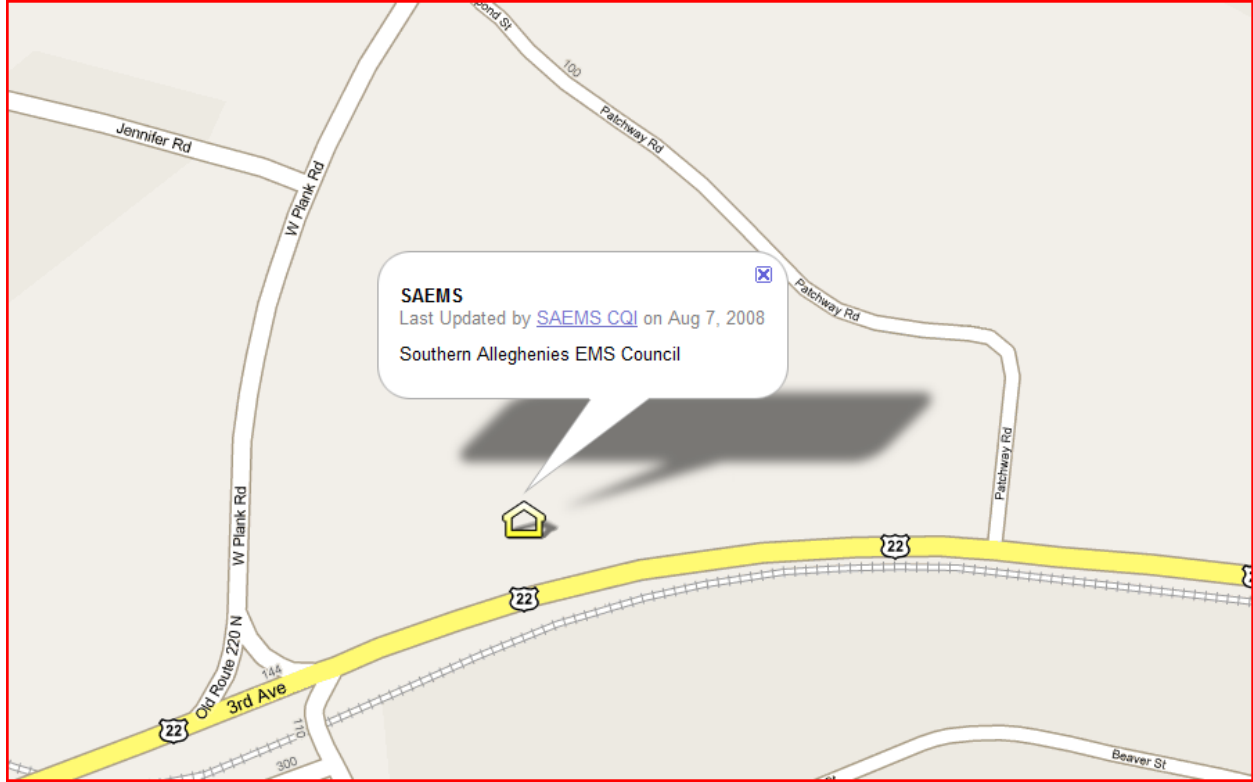 pond St
100
Patchway Rd
Jennifer Rd
W Plank Rd
SAEMS
Last Updated by SAEMS CQI on Aug 7, 2008
Southern Alleghenies EMS Council
Patchway Rd
Patchway Rd
W Plank Rd
22
22
Old Route 220 N
144
3rd Ave
22
110
300
Beaver St